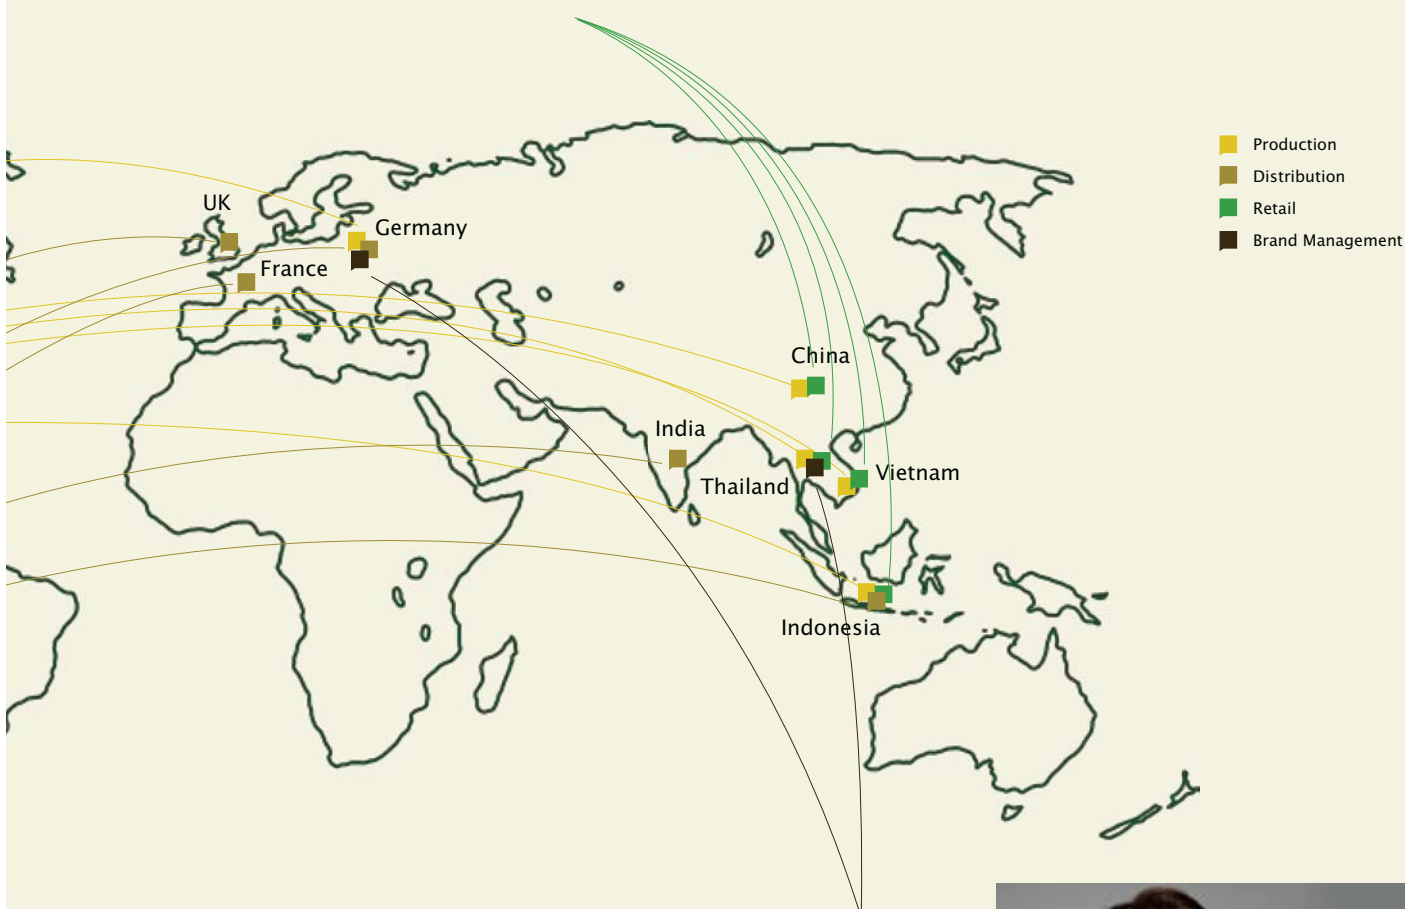 Production
Distribution
Retail
Brand Management
UK
Germany
France
China
India
Thailand
Vietnam
Indonesia